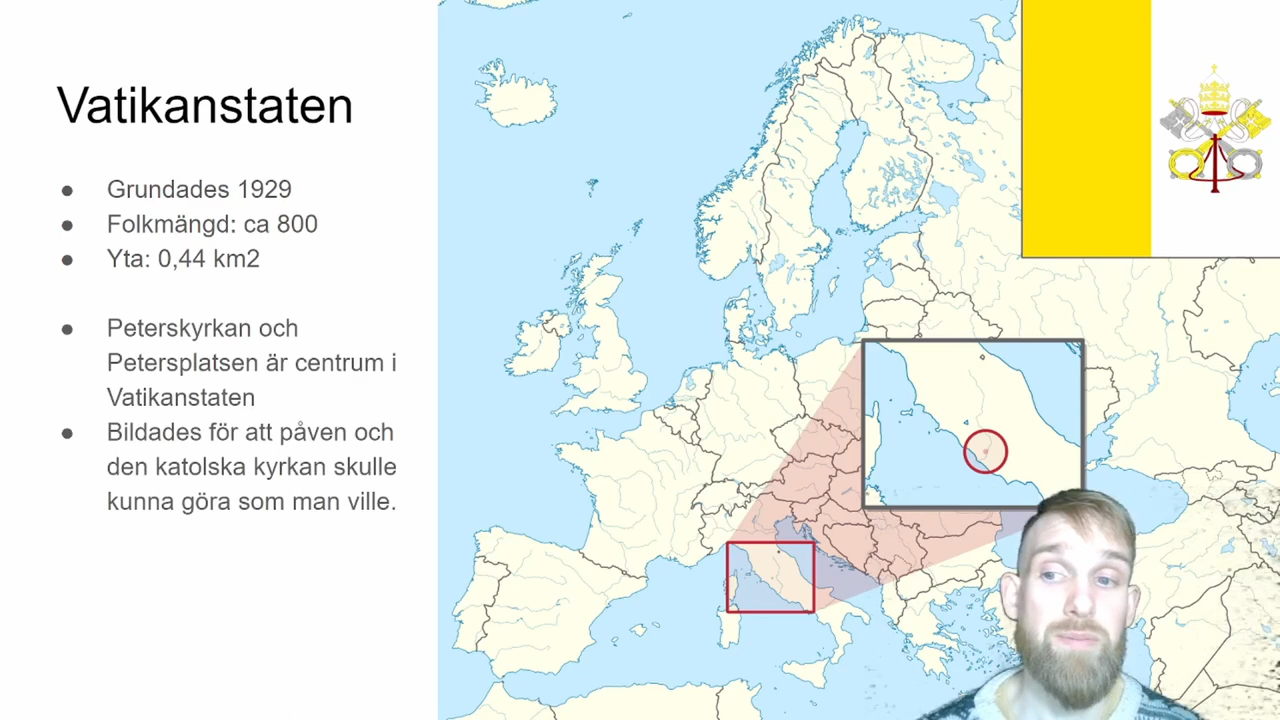 Vatikanstaten
● Grundades 1929
● Folkmängd: ca 800
● Yta: 0,44 km2
● Peterskyrkan och
Petersplatsen är centrum i
Vatikanstaten
● Bildades för att påven och
den katolska kyrkan skulle
kunna göra som man ville.